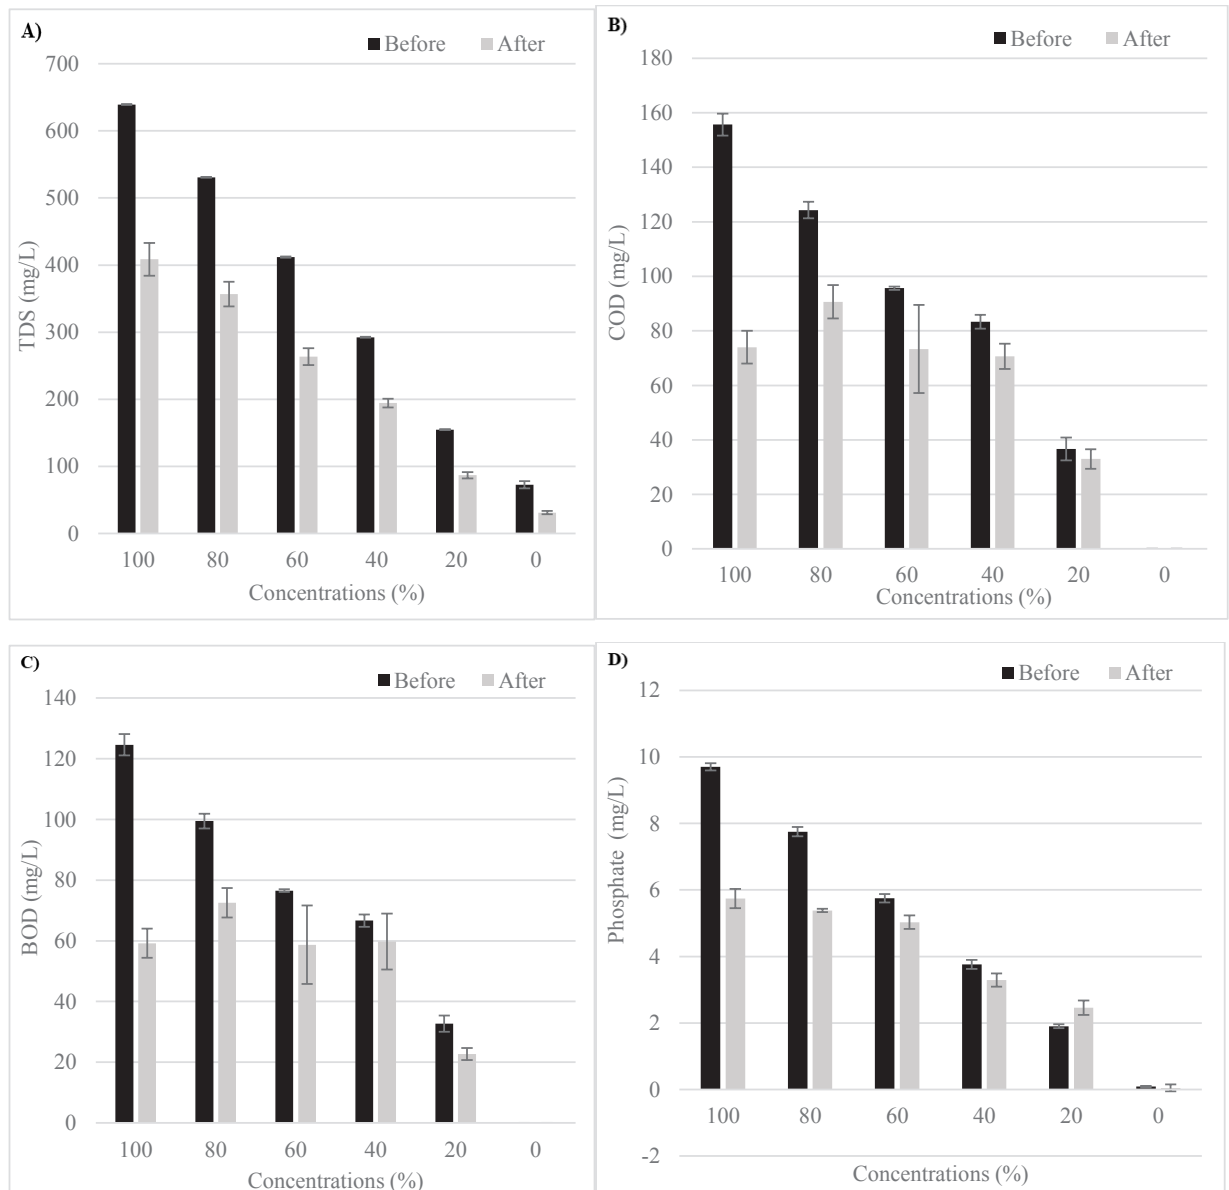 A)
Before After
TDS (mg/L)
700
600
500
400
300
200
100
0
100 80 60 40 20 0
Concentrations (%)
B)
Before After
COD (mg/L)
180
160
140
120
100
80
60
40
20
0
100 80 60 40 20 0
Concentrations (%)
C)
Before After
BOD (mg/L)
140
120
100
80
60
40
20
0
100 80 60 40 20 0
Concentrations (%)
D)
Before After
Phosphate (mg/L)
12
10
8
6
4
2
0
-2
100 80 60 40 20 0
Concentrations (%)